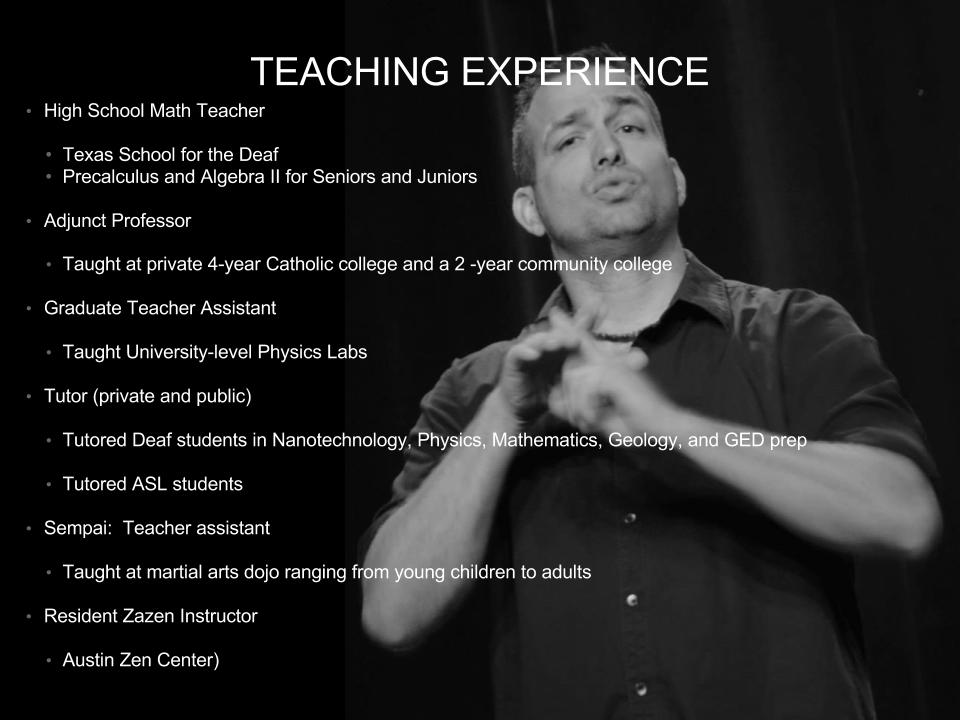 TEACHING EXPERIENCE
• High School Math Teacher
• Texas School for the Deaf
• Precalculus and Algebra II for Seniors and Juniors
• Adjunct Professor
• Taught at private 4-year Catholic college and a 2 -year community college
• Graduate Teacher Assistant
• Taught University-level Physics Labs
• Tutor (private and public)
• Tutored Deaf students in Nanotechnology, Physics, Mathematics, Geology, and GED prep
• Tutored ASL students
• Sempai:  Teacher assistant
• Taught at martial arts dojo ranging from young children to adults
• Resident Zazen Instructor
• Austin Zen Center)